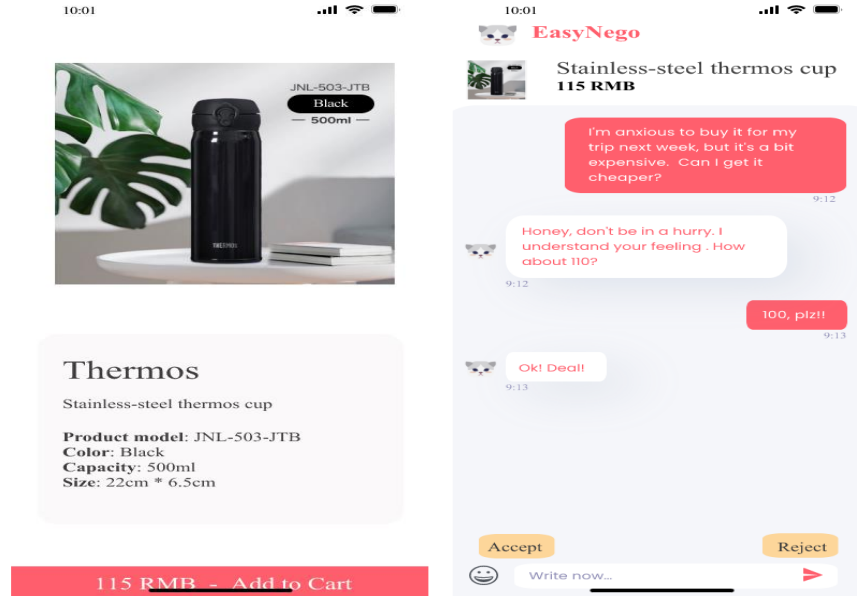 10:01
JNL-503-JTB
Black
500ml
THERMOS
Thermos
Stainless-steel thermos cup
Product model: JNL-503-JTB
Color: Black
Capacity: 500ml
Size: 22cm * 6.5cm
115 RMB - Add to Cart
10:01
EasyNego
Stainless-steel thermos cup
115 RMB
I'm anxious to buy it for my
trip next week, but it's a bit
expensive. Can I get it
cheaper?
9:12
Honey, don't be in a hurry. I
understand your feeling . How
about 110?
9:12
100, plz!!
9:13
Ok! Deal!
9:13
Accept
Reject
Write now...